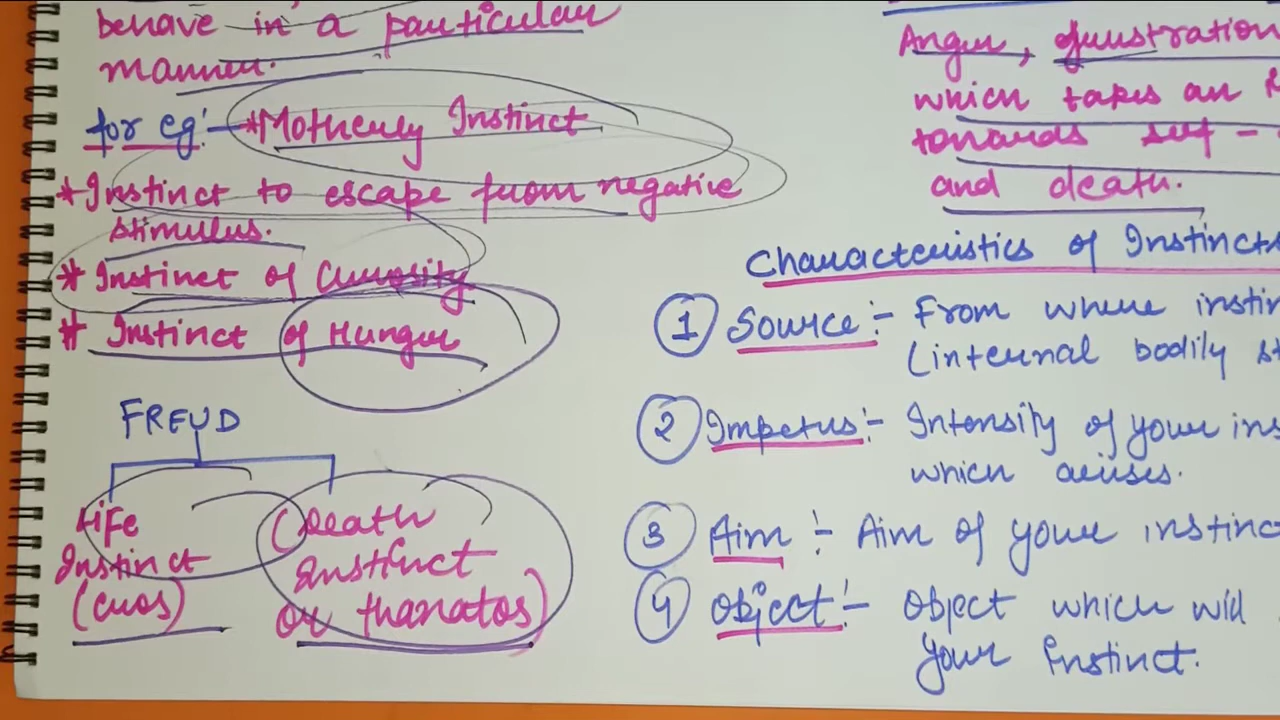 behave in a particular
manner.
for eg:- *Motherly Instinct
*Instinct to escape from negative
stimulus.
* Instinct of Curiosity
* Instinct of Hunger
FREUD
Life
Instinct
(Eros)
(Death
Instinct
or thanatos)
Anger, frustration
which takes an
towards self -
and death.
Characteristics of Instincts
1 Source:- From where instin
(internal bodily st
2 Impetus:- Intensity of your ins
which arises.
3 Aim :- Aim of your instinc
4 Object:- Object which will
your instinct.